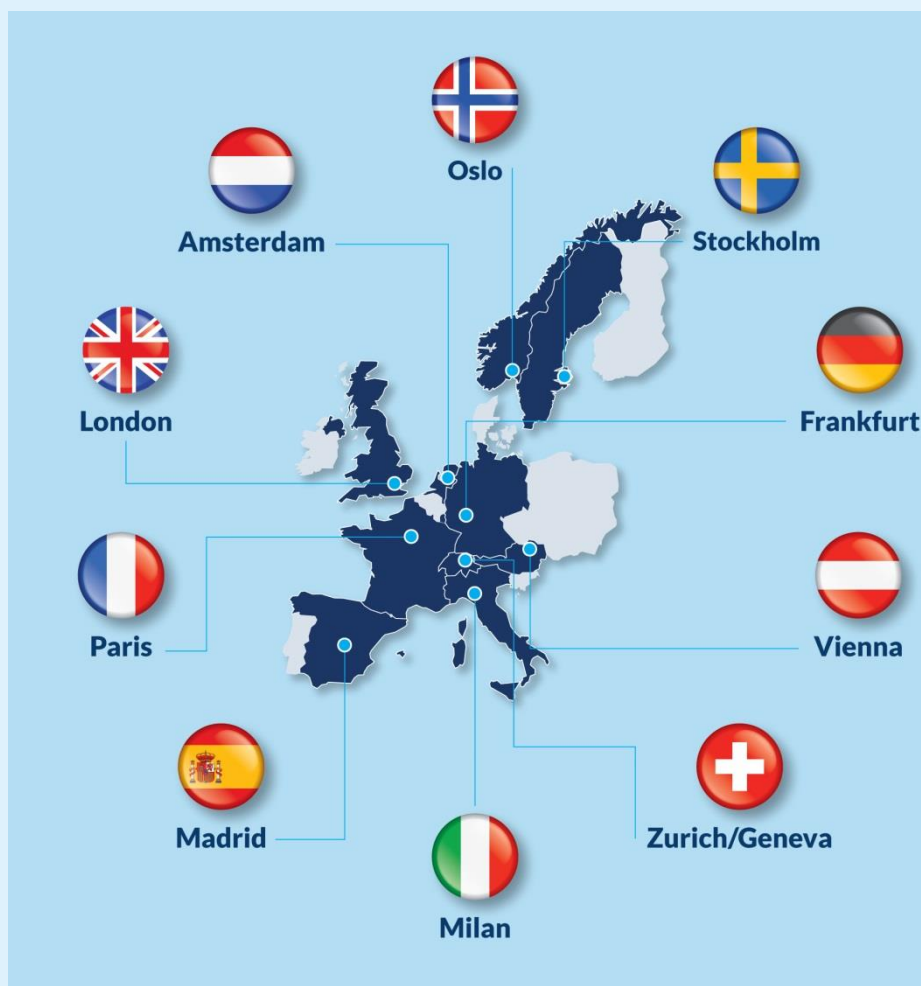 Oslo
Amsterdam
Stockholm
London
Frankfurt
Paris
Vienna
Madrid
Zurich/Geneva
Milan